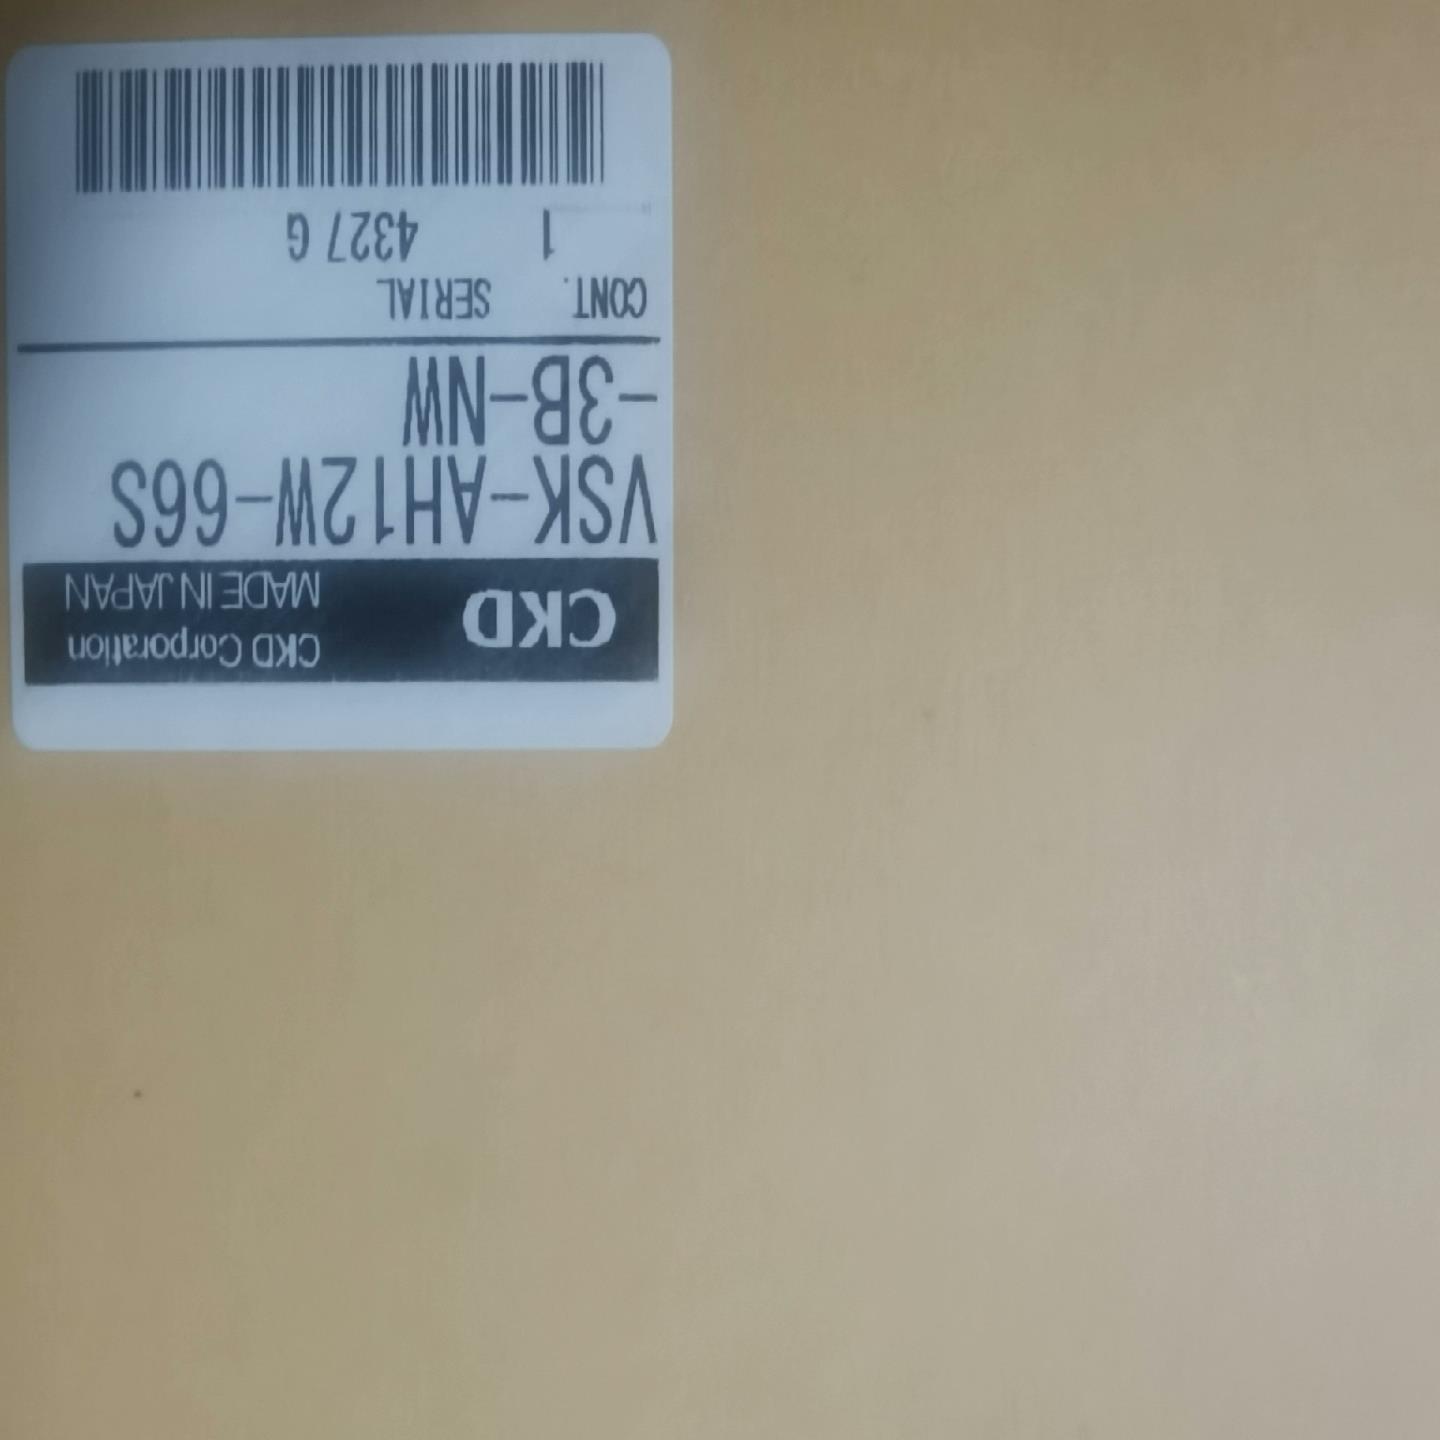 CKD
CKD Corporation
MADE IN JAPAN
VSK-AH12W-66S
-3B-NW
CONT. SERIAL
1 4327 G